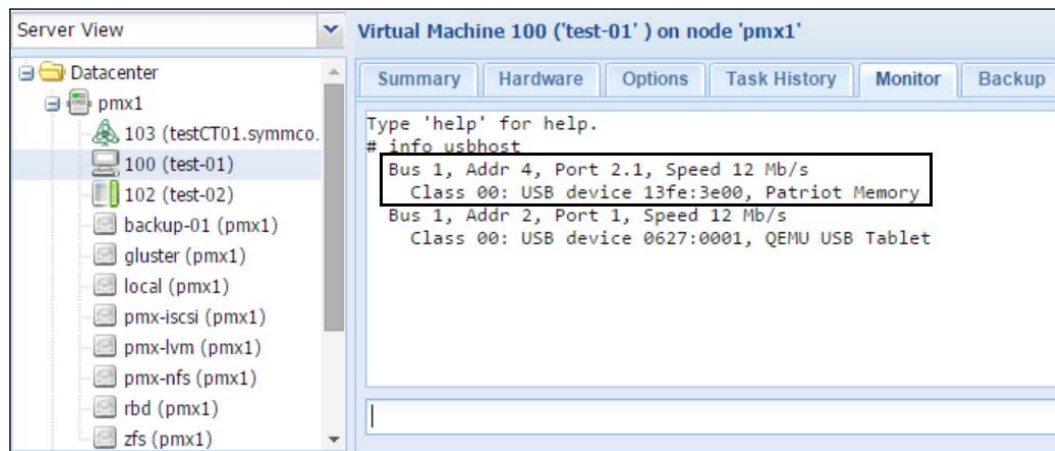 Server View
Datacenter
pmx1
103 (testCT01.symmco.
100 (test-01)
102 (test-02)
backup-01 (pmx1)
gluster (pmx1)
local (pmx1)
pmx-iscsi (pmx1)
pmx-lvm (pmx1)
pmx-nfs (pmx1)
rbd (pmx1)
zfs (pmx1)
Virtual Machine 100 ('test-01' ) on node 'pmx1'
Summary Hardware Options Task History Monitor Backup
Type 'help' for help.
# info usbhost
Bus 1, Addr 4, Port 2.1, Speed 12 Mb/s
Class 00: USB device 13fe:3e00, Patriot Memory
Bus 1, Addr 2, Port 1, Speed 12 Mb/s
Class 00: USB device 0627:0001, QEMU USB Tablet